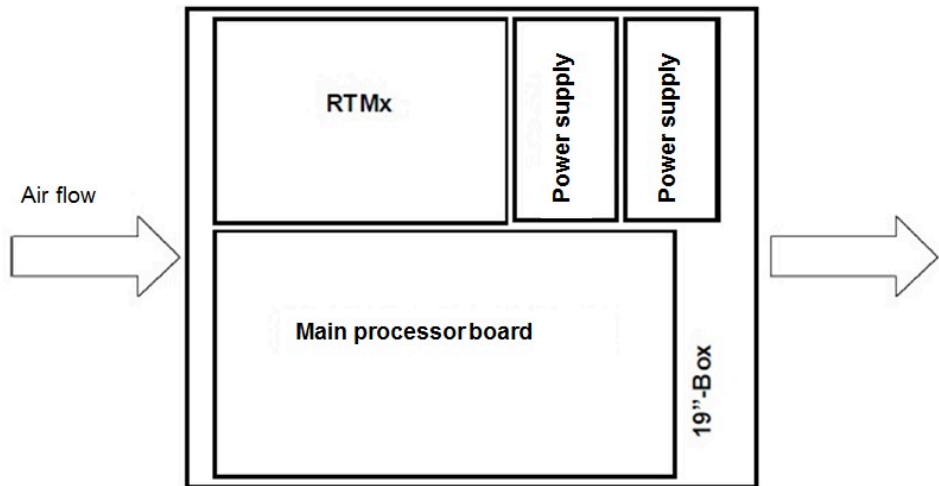 RTMx
Power supply
Power supply
Air flow
Main processor board
19”-Box